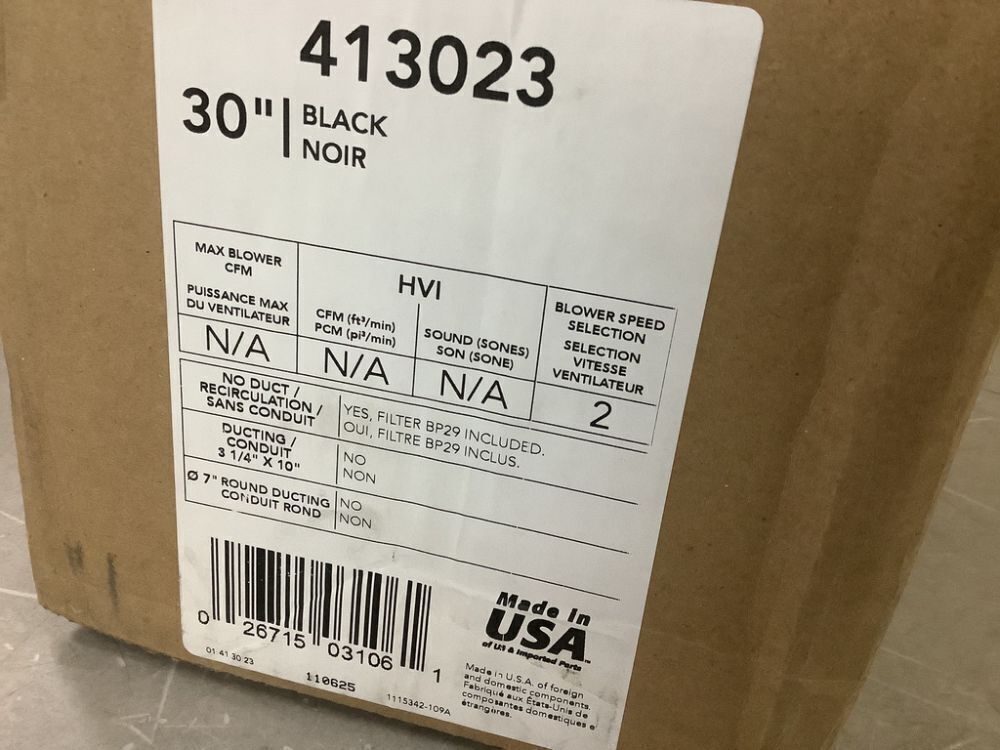 413023
30"
BLACK
NOIR
MAX BLOWER
CFM
PUISSANCE MAX
DU VENTILATEUR
N/A
HVI
CFM (ft³/min)
PCM (pi³/min)
N/A
SOUND (SONES)
SON (SONE)
N/A
BLOWER SPEED
SELECTION
SELECTION
VITESSE
VENTILATEUR
2
NO DUCT /
RECIRCULATION /
SANS CONDUIT
YES, FILTER BP29 INCLUDED.
OUI, FILTRE BP29 INCLUS.
DUCTING /
CONDUIT
3 1/4" X 10"
NO
NON
Ø 7" ROUND DUCTING
CONDUIT ROND
NO
NON
0 26715 03106 1
01 41 30 23
110625
1115342-109A
Made In
USA
of US & Imported Parts
Made in U.S.A. of foreign
and domestic components.
Fabriqué aux États-Unis de
composantes domestiques e
étrangères.